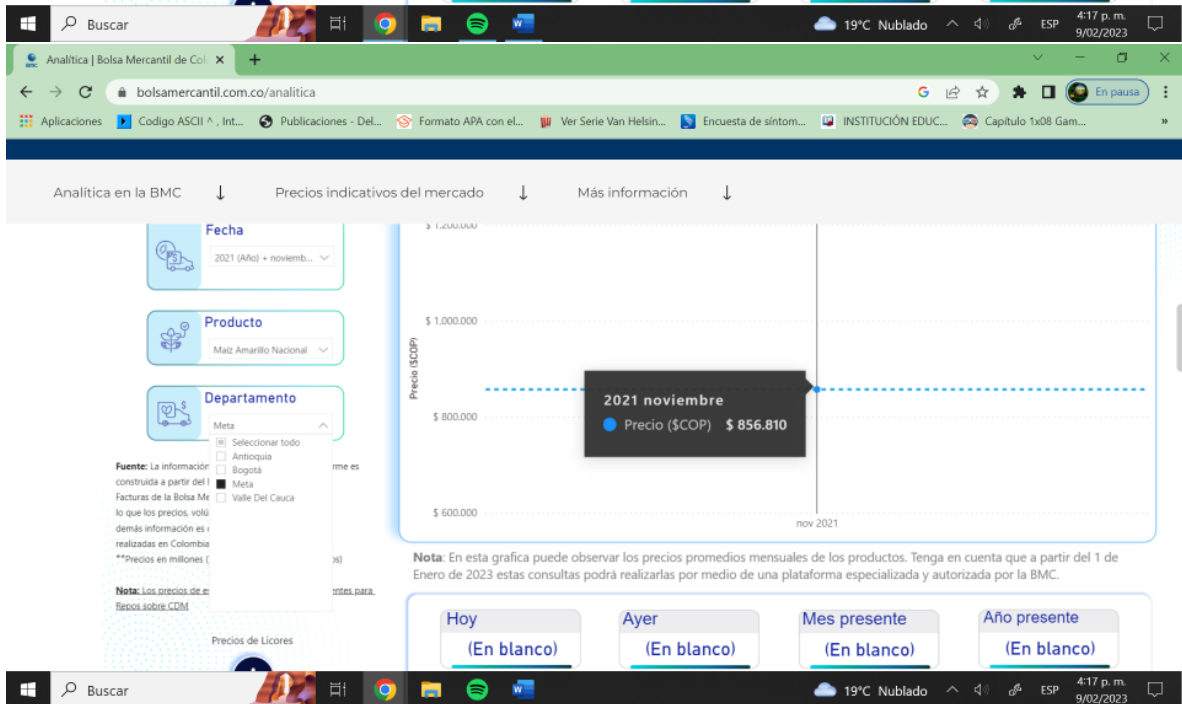 Buscar
19°C Nublado
ESP
4:17 p. m.
9/02/2023
Analítica | Bolsa Mercantil de Col
bolsamercantil.com.co/analitica
En pausa
Aplicaciones
Codigo ASCII ^ , Int...
Publicaciones - Del...
Formato APA con el...
Ver Serie Van Helsin...
Encuesta de síntom...
INSTITUCIÓN EDUC...
Capítulo 1x08 Gam...
»
Analítica en la BMC ↓ Precios indicativos del mercado ↓ Más información ↓
Fecha
2021 (Año) + noviemb...
Producto
Maíz Amarillo Nacional
Departamento
Meta
Seleccionar todo
Antioquia
Bogotá
Meta
Valle Del Cauca
Fuente: La información rme es
construida a partir del
Facturas de la Bolsa Me
lo que los precios, volú
demás información es
realizadas en Colombia
**Precios en millones ( os)
Nota: Los precios de es entes para
Repos sobre CDM
Precios de Licores
$ 1.200.000
$ 1.000.000
$ 800.000
$ 600.000
Precio ($COP)
2021 noviembre
Precio ($COP) $ 856.810
nov 2021
Nota: En esta grafica puede observar los precios promedios mensuales de los productos. Tenga en cuenta que a partir del 1 de
Enero de 2023 estas consultas podrá realizarlas por medio de una plataforma especializada y autorizada por la BMC.
Hoy
(En blanco)
Ayer
(En blanco)
Mes presente
(En blanco)
Año presente
(En blanco)
Buscar
19°C Nublado
ESP
4:17 p. m.
9/02/2023